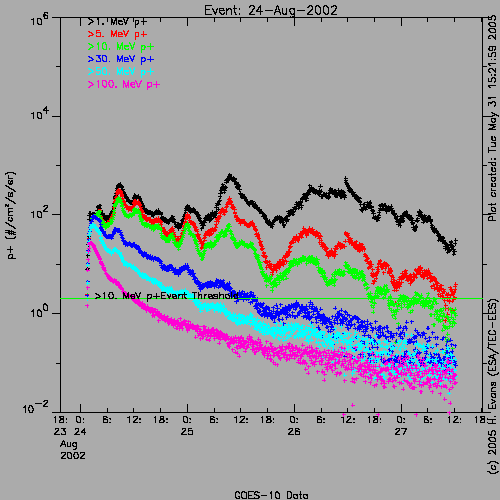 Event: 24-Aug-2002
>1. MeV p+
>5. MeV p+
>10. MeV p+
>30. MeV p+
>50. MeV p+
>100. MeV p+
10^6
10^4
10^2
10^0
10^-2
p+ (#/cm²/s/sr)
>10. MeV p+Event Threshold
18: 0: 6: 12: 18: 0: 6: 12: 18: 0: 6: 12: 18: 0: 6: 12: 18:
23 24 25 26 27
Aug
2002
GOES-10 Data
Plot created: Tue May 31 15:21:59 2005
(c) 2005 H. Evans (ESA/TEC-EES)